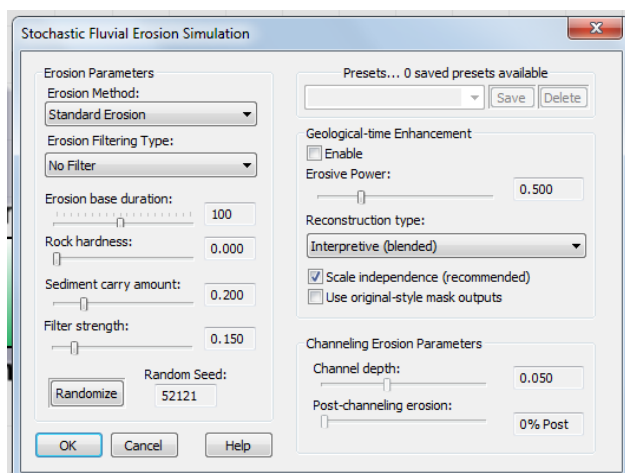 Stochastic Fluvial Erosion Simulation
Erosion Parameters
Erosion Method:
Standard Erosion
Erosion Filtering Type:
No Filter
Erosion base duration:
100
Rock hardness:
0.000
Sediment carry amount:
0.200
Filter strength:
0.150
Random Seed:
Randomize
52121
OK
Cancel
Help
Presets... 0 saved presets available
Save
Delete
Geological-time Enhancement
Enable
Erosive Power:
0.500
Reconstruction type:
Interpretive (blended)
Scale independence (recommended)
Use original-style mask outputs
Channeling Erosion Parameters
Channel depth:
0.050
Post-channeling erosion:
0% Post